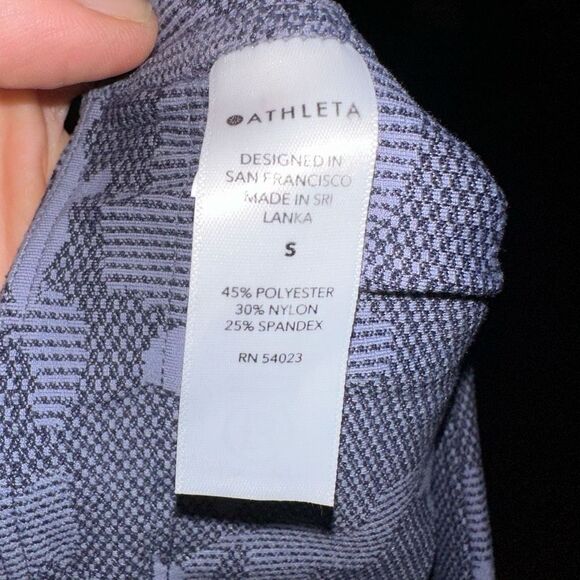 ATHLETA
DESIGNED IN
SAN FRANCISCO
MADE IN SRI
LANKA
S
45% POLYESTER
30% NYLON
25% SPANDEX
RN 54023